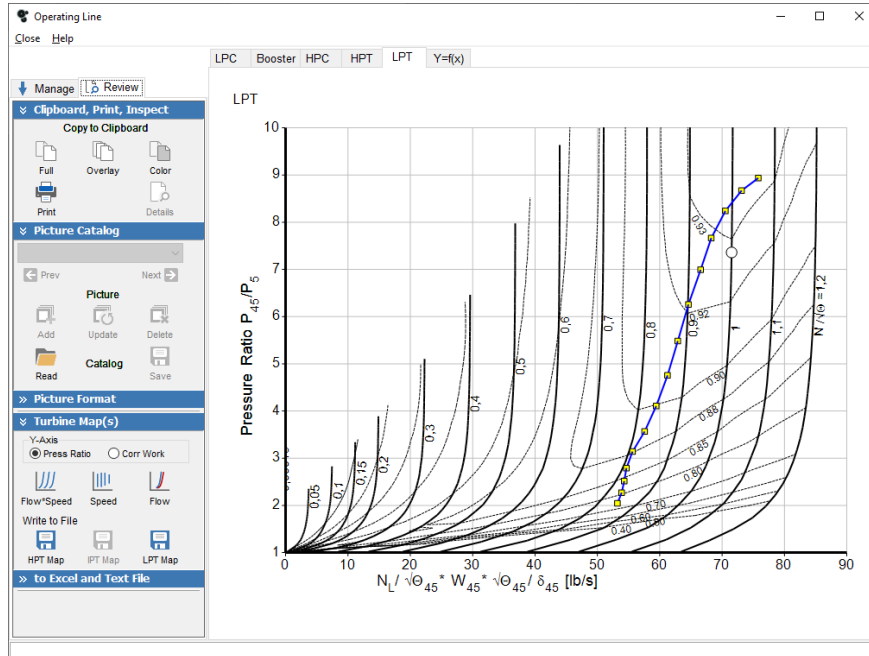 Operating Line
Close Help
LPC Booster HPC HPT LPT Y=f(x)
Manage Review
Clipboard, Print, Inspect
Copy to Clipboard
Full Overlay Color
Print Details
Picture Catalog
Prev Next
Picture
Add Update Delete
Read Catalog Save
Picture Format
Turbine Map(s)
Y-Axis
Press Ratio Corr Work
Flow*Speed Speed Flow
Write to File
HPT Map IPT Map LPT Map
to Excel and Text File
LPT
Pressure Ratio P45/P5
10
9
8
7
6
5
4
3
2
1
0,05
0,1
0,15
0,2
0,3
0,4
0,5
0,6
0,7
0,8
0,9
1
1,1
N/√Θ = 1,2
0.93
0.92
0.90
0.88
0.85
0.80
0.70
0.60
0.40
0 10 20 30 40 50 60 70 80 90
NL / √Θ45 * W45 * √Θ45 / δ45 [lb/s]